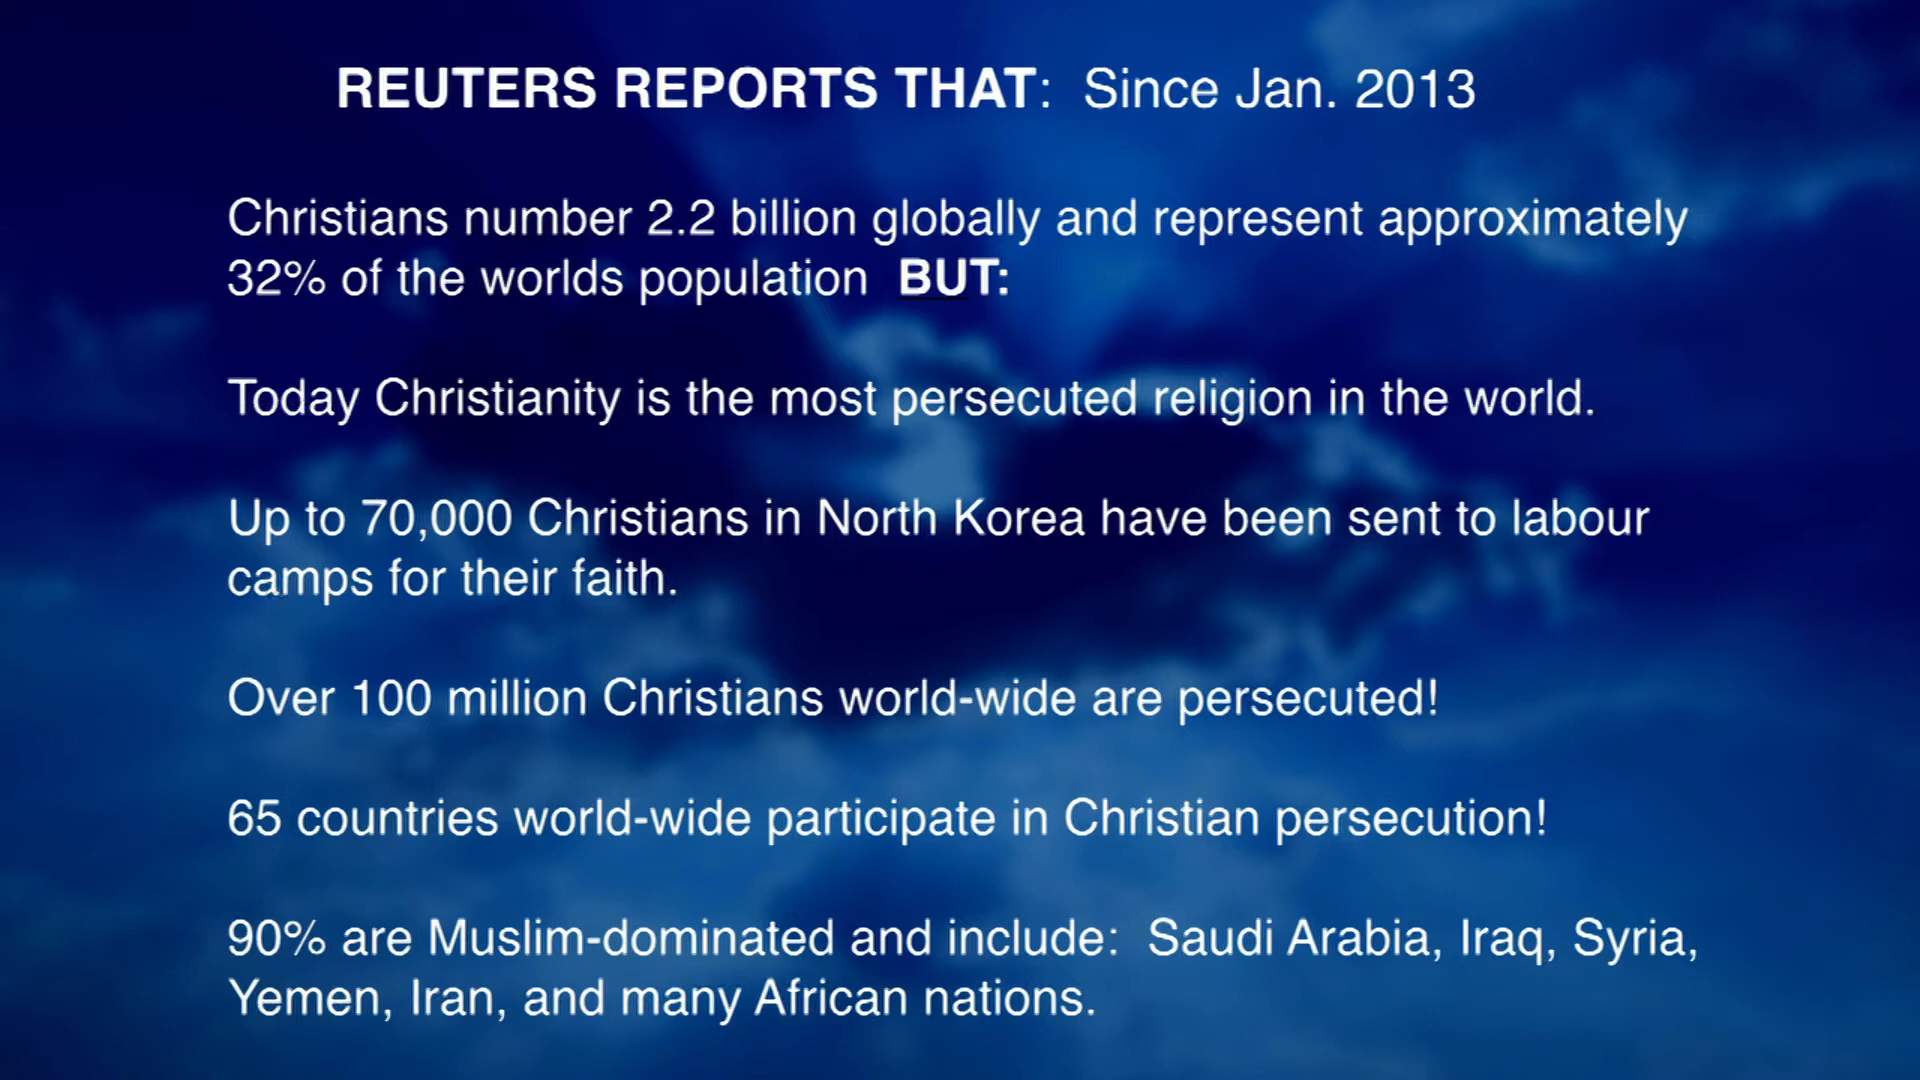 REUTERS REPORTS THAT: Since Jan. 2013
Christians number 2.2 billion globally and represent approximately
32% of the worlds population BUT:
Today Christianity is the most persecuted religion in the world.
Up to 70,000 Christians in North Korea have been sent to labour
camps for their faith.
Over 100 million Christians world-wide are persecuted!
65 countries world-wide participate in Christian persecution!
90% are Muslim-dominated and include: Saudi Arabia, Iraq, Syria,
Yemen, Iran, and many African nations.